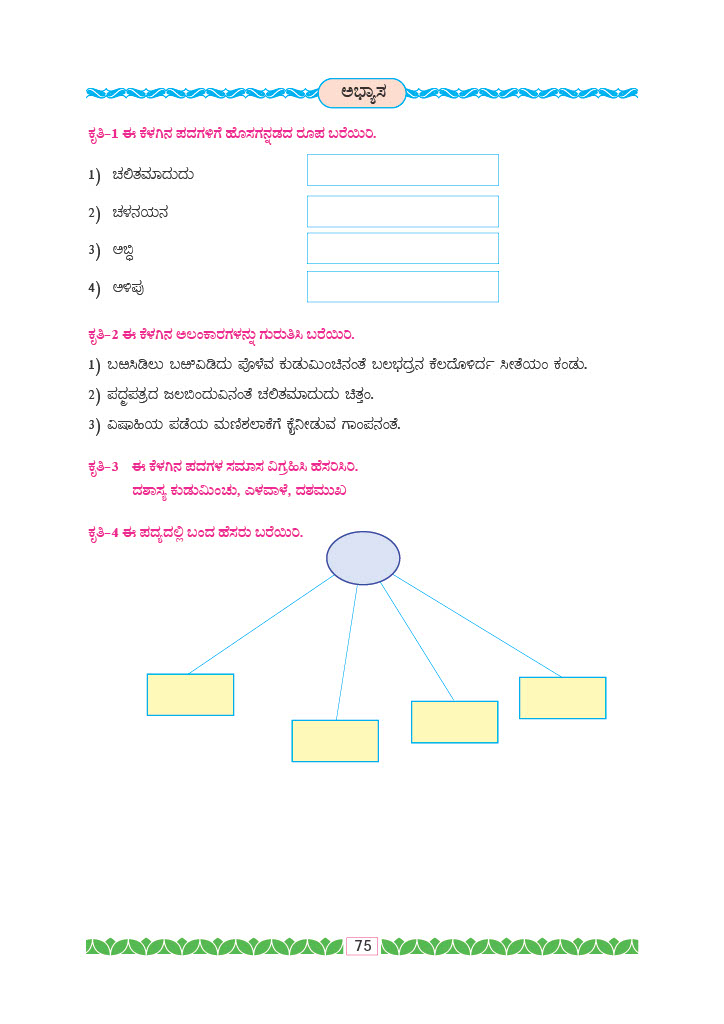 ಅಭ್ಯಾಸ
ಕೃತಿ-1 ಈ ಕೆಳಗಿನ ಪದಗಳಿಗೆ ಹೊಸಗನ್ನಡದ ರೂಪ ಬರೆಯಿರಿ.
1) ಚಲಿತಮಾದುದು
2) ಚಳನಯನ
3) ಅಬ್ಧಿ
4) ಅಳಿಪು
ಕೃತಿ-2 ಈ ಕೆಳಗಿನ ಅಲಂಕಾರಗಳನ್ನು ಗುರುತಿಸಿ ಬರೆಯಿರಿ.
1) ಬಱಸಿಡಿಲು ಬಱಿವಿಡಿದು ಪೊಳೆವ ಕುಡುಮಿಂಚಿನಂತೆ ಬಲಭದ್ರನ ಕೆಲದೊಳಿರ್ದ ಸೀತೆಯಂ ಕಂಡು.
2) ಪದ್ಮಪತ್ರದ ಜಲಬಿಂದುವಿನಂತೆ ಚಲಿತಮಾದುದು ಚಿತ್ತಂ.
3) ವಿಷಾಹಿಯ ಪಡೆಯ ಮಣಿಶಲಾಕೆಗೆ ಕೈನೀಡುವ ಗಾಂಪನಂತೆ.
ಕೃತಿ-3 ಈ ಕೆಳಗಿನ ಪದಗಳ ಸಮಾಸ ವಿಗ್ರಹಿಸಿ ಹೆಸರಿಸಿರಿ.
ದಶಾಸ್ಯ ಕುಡುಮಿಂಚು, ಎಳವಾಳೆ, ದಶಮುಖ
ಕೃತಿ-4 ಈ ಪದ್ಯದಲ್ಲಿ ಬಂದ ಹೆಸರು ಬರೆಯಿರಿ.
75